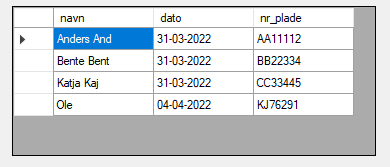 navn dato nr_plade
Anders And 31-03-2022 AA11112
Bente Bent 31-03-2022 BB22334
Katja Kaj 31-03-2022 CC33445
Ole 04-04-2022 KJ76291